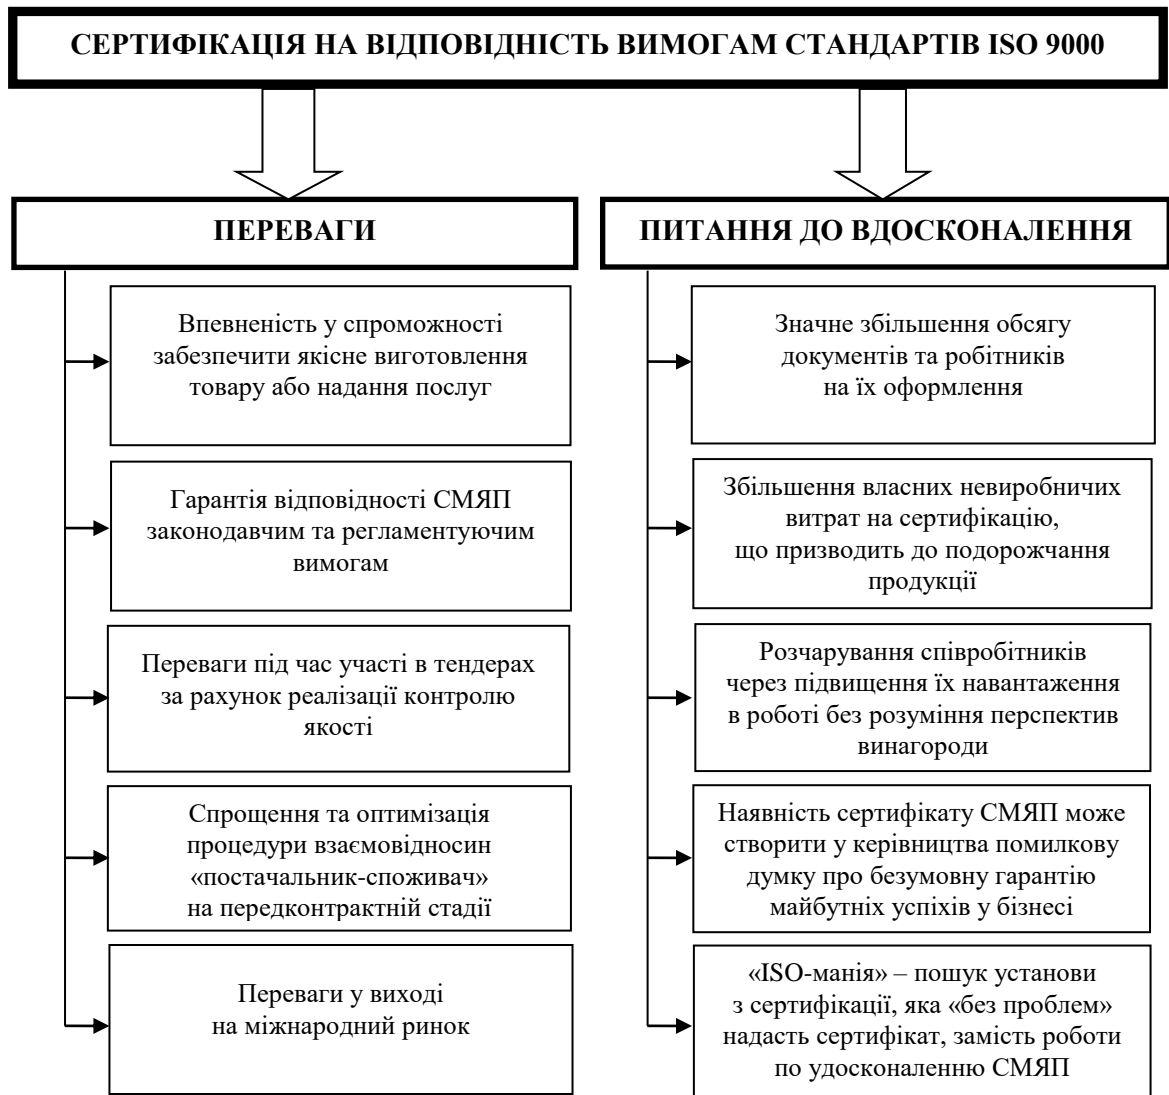 СЕРТИФІКАЦІЯ НА ВІДПОВІДНІСТЬ ВИМОГАМ СТАНДАРТІВ ISO 9000
ПЕРЕВАГИ
Впевненість у спроможності
забезпечити якісне виготовлення
товару або надання послуг
Гарантія відповідності СМЯП
законодавчим та регламентуючим
вимогам
Переваги під час участі в тендерах
за рахунок реалізації контролю
якості
Спрощення та оптимізація
процедури взаємовідносин
«постачальник-споживач»
на передконтрактній стадії
Переваги у виході
на міжнародний ринок
ПИТАННЯ ДО ВДОСКОНАЛЕННЯ
Значне збільшення обсягу
документів та робітників
на їх оформлення
Збільшення власних невиробничих
витрат на сертифікацію,
що призводить до подорожчання
продукції
Розчарування співробітників
через підвищення їх навантаження
в роботі без розуміння перспектив
винагороди
Наявність сертифікату СМЯП може
створити у керівництва помилкову
думку про безумовну гарантію
майбутніх успіхів у бізнесі
«ISO-манія» – пошук установи
з сертифікації, яка «без проблем»
надасть сертифікат, замість роботи
по удосконаленню СМЯП